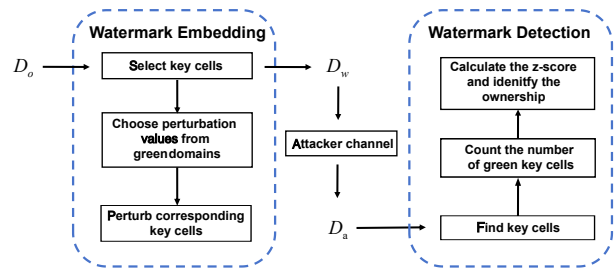 Watermark Embedding
D_o
Select key cells
Choose perturbation
values from
greendomains
Perturb corresponding
key cells
D_w
Attacker channel
D_a
Watermark Detection
Calculate the z-score
and idenitfy the
ownership
Count the number
of green key cells
Find key cells